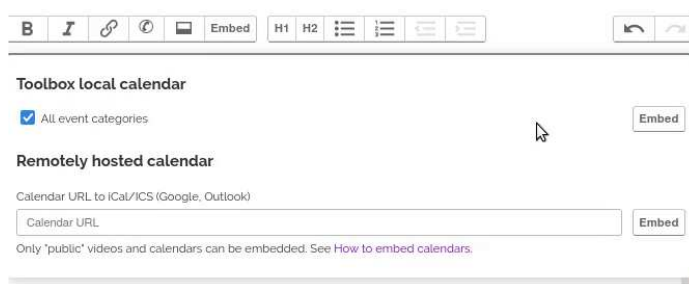 B I Embed H1 H2
Toolbox local calendar
All event categories Embed
Remotely hosted calendar
Calendar URL to iCal/ICS (Google, Outlook)
Calendar URL Embed
Only "public" videos and calendars can be embedded. See How to embed calendars.